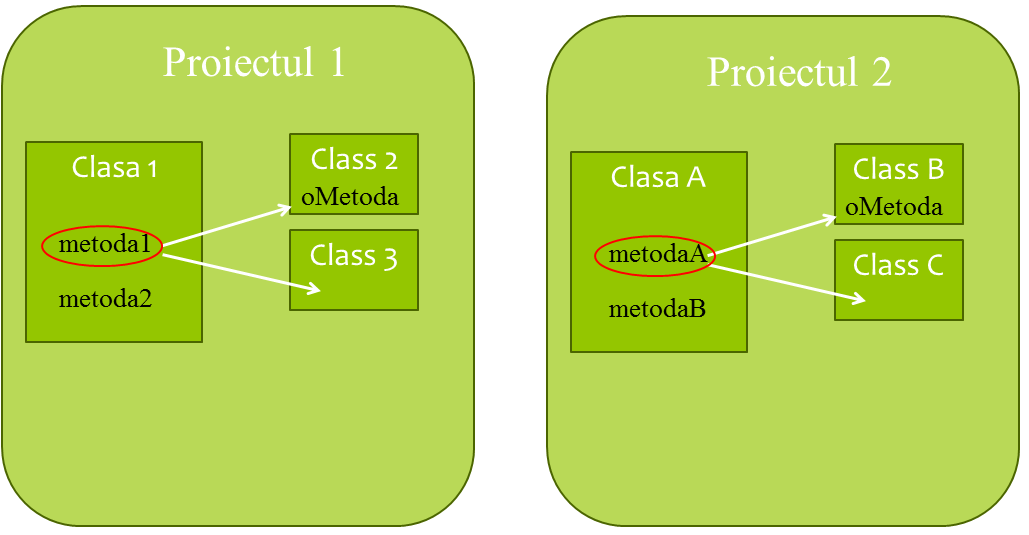 Proiectul 1
Clasa 1
metoda1
metoda2
Class 2
oMetoda
Class 3
Proiectul 2
Clasa A
metodaA
metodaB
Class B
oMetoda
Class C